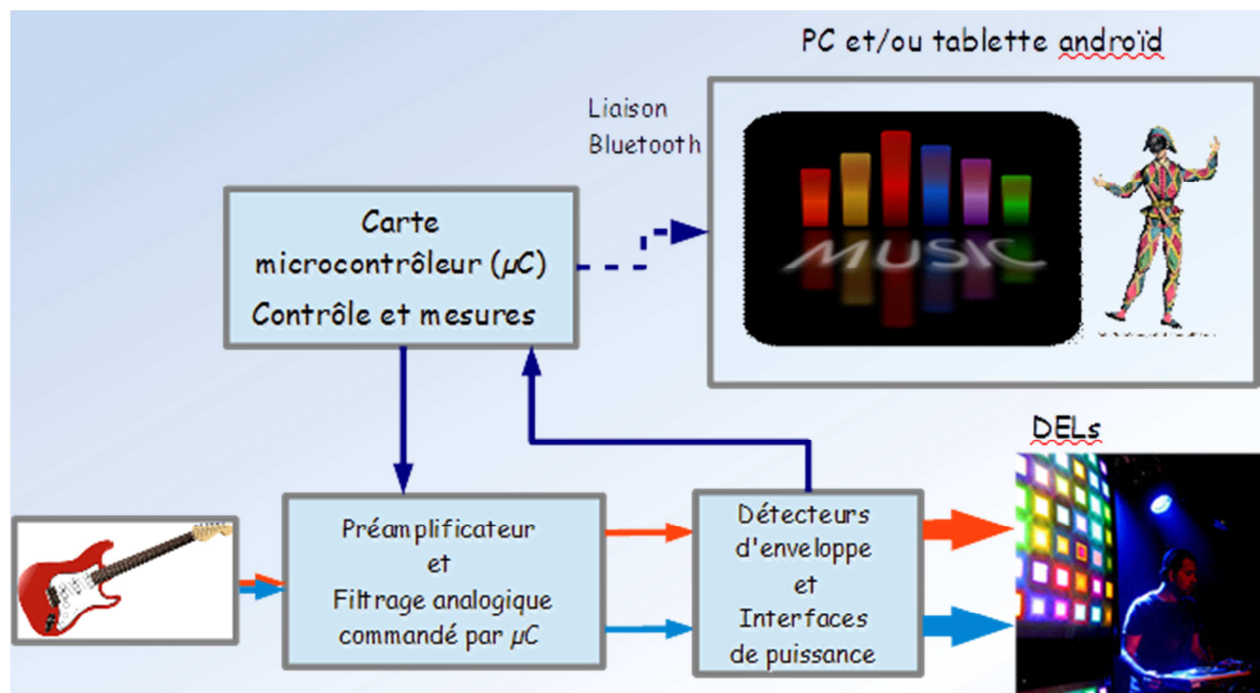 PC et/ou tablette androïd
Liaison
Bluetooth
MUSIC
Carte
microcontrôleur (µC)
Contrôle et mesures
DELs
Préamplificateur
et
Filtrage analogique
commandé par µC
Détecteurs
d'enveloppe
et
Interfaces
de puissance